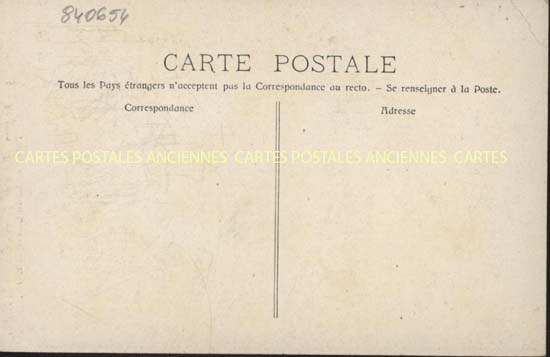 840654
CARTE POSTALE
Tous les Pays étrangers n'acceptent pas la Correspondance au recto. – Se renseigner à la Poste.
Correspondance
Adresse
CARTES POSTALES ANCIENNES CARTES POSTALES ANCIENNES CARTES